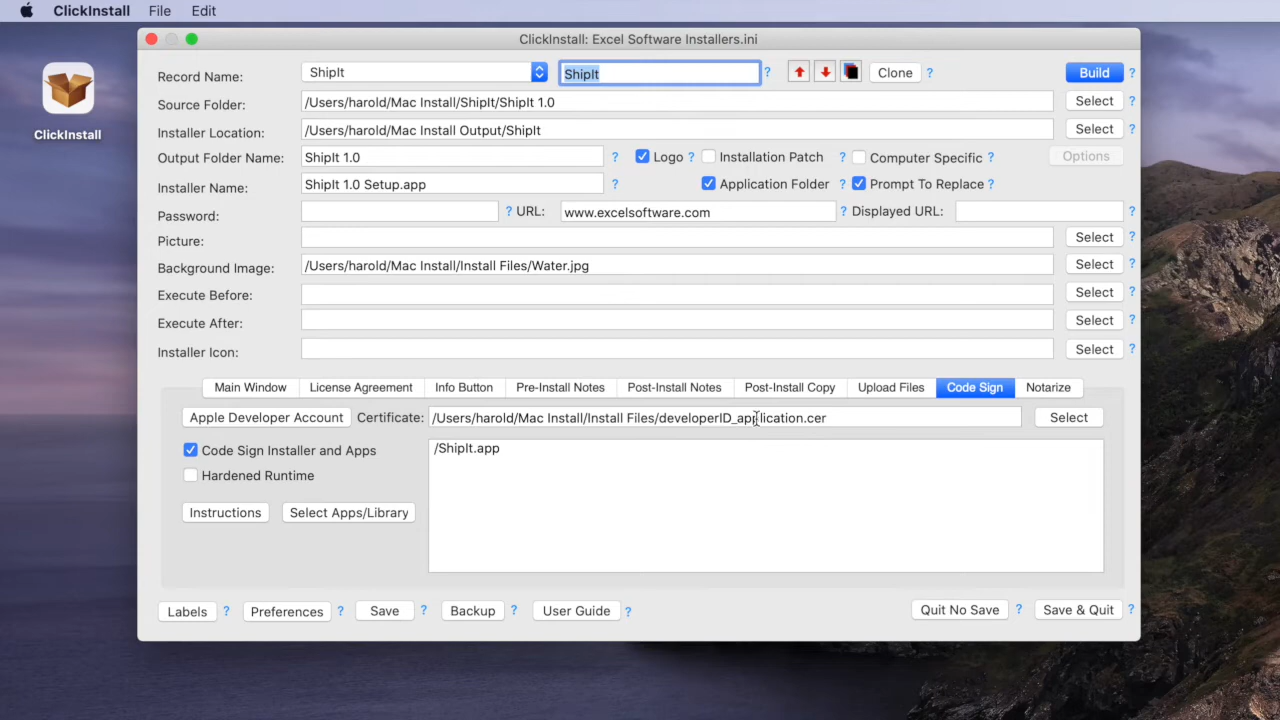 ClickInstall File Edit
ClickInstall: Excel Software Installers.ini
ClickInstall
Record Name: ShipIt ShipIt ? Clone ? Build ?
Source Folder: /Users/harold/Mac Install/ShipIt/ShipIt 1.0 Select ?
Installer Location: /Users/harold/Mac Install Output/ShipIt Select ?
Output Folder Name: ShipIt 1.0 ? Logo ? Installation Patch ? Computer Specific ? Options
Installer Name: ShipIt 1.0 Setup.app ? Application Folder ? Prompt To Replace ?
Password: ? URL: www.excelsoftware.com ? Displayed URL: ?
Picture: Select ?
Background Image: /Users/harold/Mac Install/Install Files/Water.jpg Select ?
Execute Before: Select ?
Execute After: Select ?
Installer Icon: Select ?
Main Window License Agreement Info Button Pre-Install Notes Post-Install Notes Post-Install Copy Upload Files Code Sign Notarize
Apple Developer Account Certificate: /Users/harold/Mac Install/Install Files/developerID_application.cer Select
Code Sign Installer and Apps /ShipIt.app
Hardened Runtime
Instructions Select Apps/Library
Labels ? Preferences ? Save ? Backup ? User Guide ? Quit No Save ? Save & Quit ?